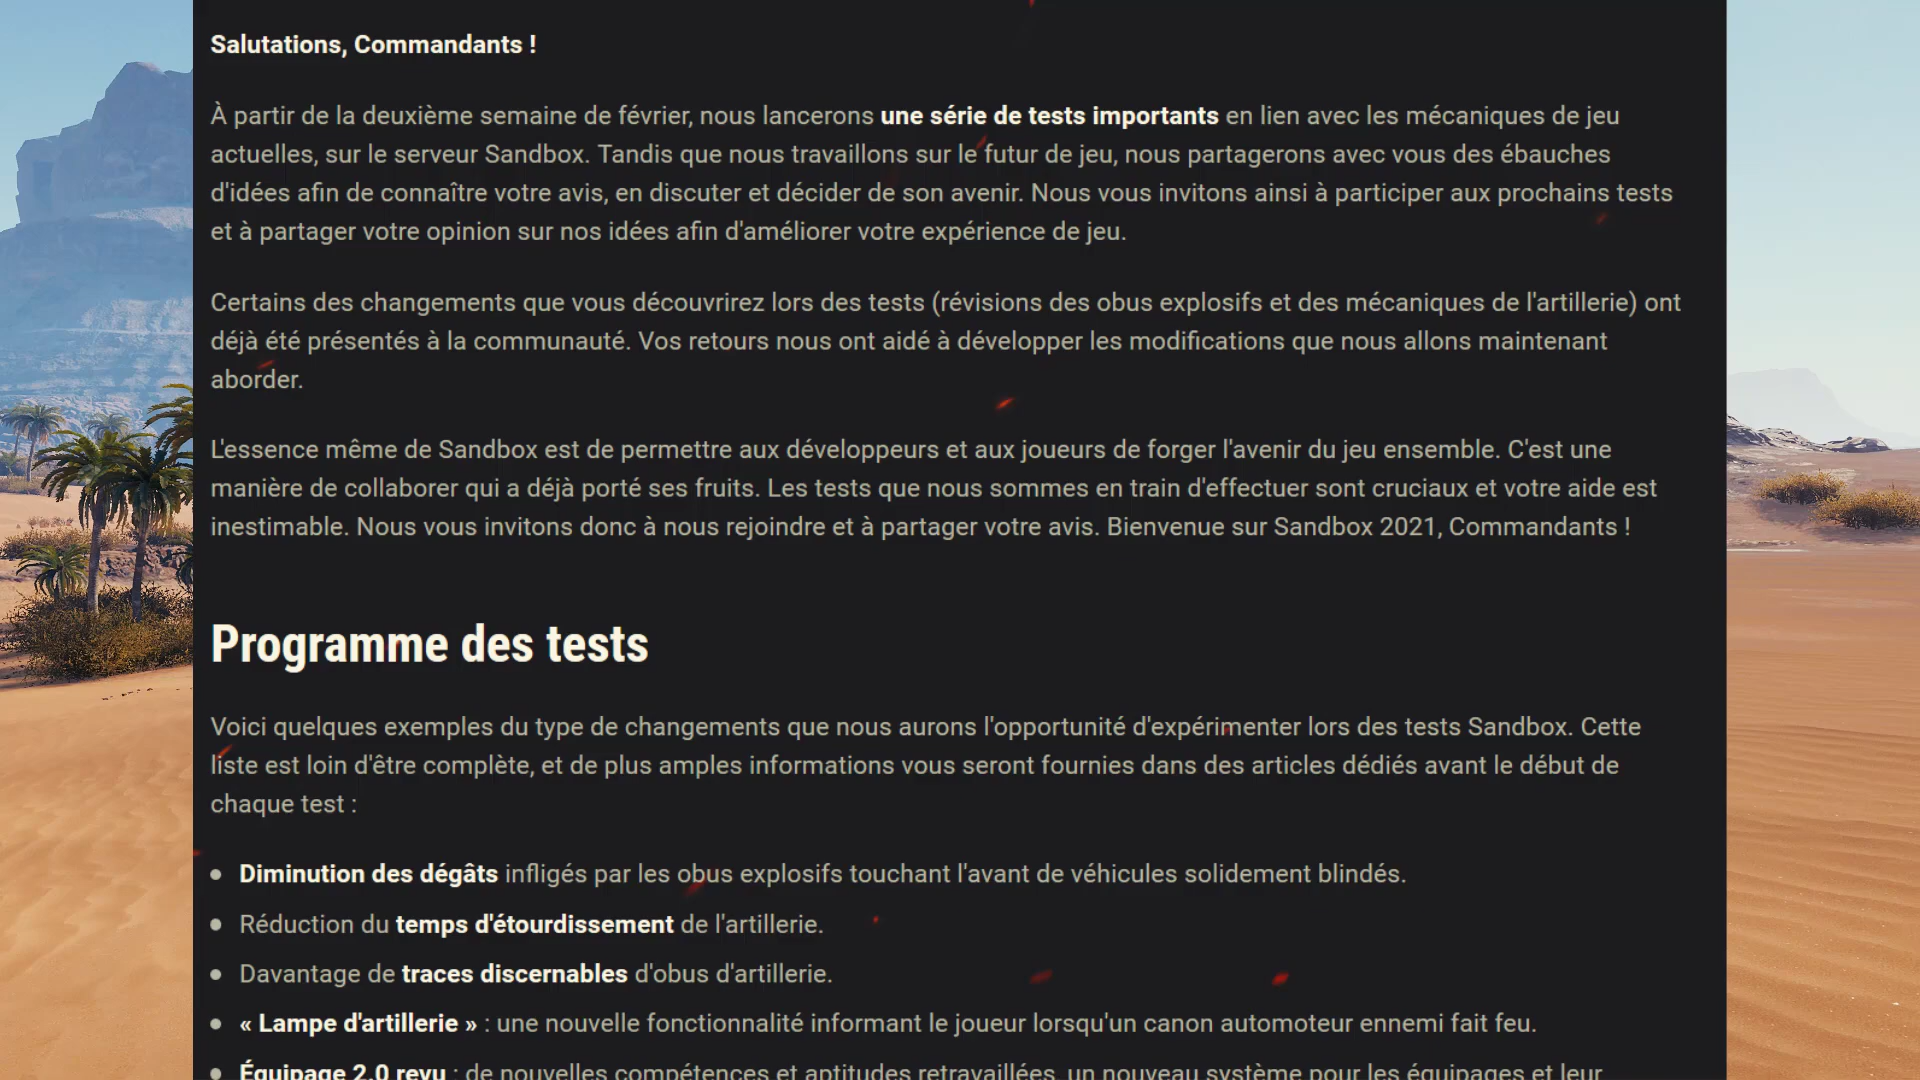 Salutations, Commandants !
À partir de la deuxième semaine de février, nous lancerons une série de tests importants en lien avec les mécaniques de jeu
actuelles, sur le serveur Sandbox. Tandis que nous travaillons sur le futur de jeu, nous partagerons avec vous des ébauches
d'idées afin de connaître votre avis, en discuter et décider de son avenir. Nous vous invitons ainsi à participer aux prochains tests
et à partager votre opinion sur nos idées afin d'améliorer votre expérience de jeu.
Certains des changements que vous découvrirez lors des tests (révisions des obus explosifs et des mécaniques de l'artillerie) ont
déjà été présentés à la communauté. Vos retours nous ont aidé à développer les modifications que nous allons maintenant
aborder.
L'essence même de Sandbox est de permettre aux développeurs et aux joueurs de forger l'avenir du jeu ensemble. C'est une
manière de collaborer qui a déjà porté ses fruits. Les tests que nous sommes en train d'effectuer sont cruciaux et votre aide est
inestimable. Nous vous invitons donc à nous rejoindre et à partager votre avis. Bienvenue sur Sandbox 2021, Commandants !
Programme des tests
Voici quelques exemples du type de changements que nous aurons l'opportunité d'expérimenter lors des tests Sandbox. Cette
liste est loin d'être complète, et de plus amples informations vous seront fournies dans des articles dédiés avant le début de
chaque test :
• Diminution des dégâts infligés par les obus explosifs touchant l'avant de véhicules solidement blindés.
• Réduction du temps d'étourdissement de l'artillerie.
• Davantage de traces discernables d'obus d'artillerie.
• « Lampe d'artillerie » : une nouvelle fonctionnalité informant le joueur lorsqu'un canon automoteur ennemi fait feu.
• Équipage 2.0 revu : de nouvelles compétences et aptitudes retravaillées, un nouveau système pour les équipages et leur